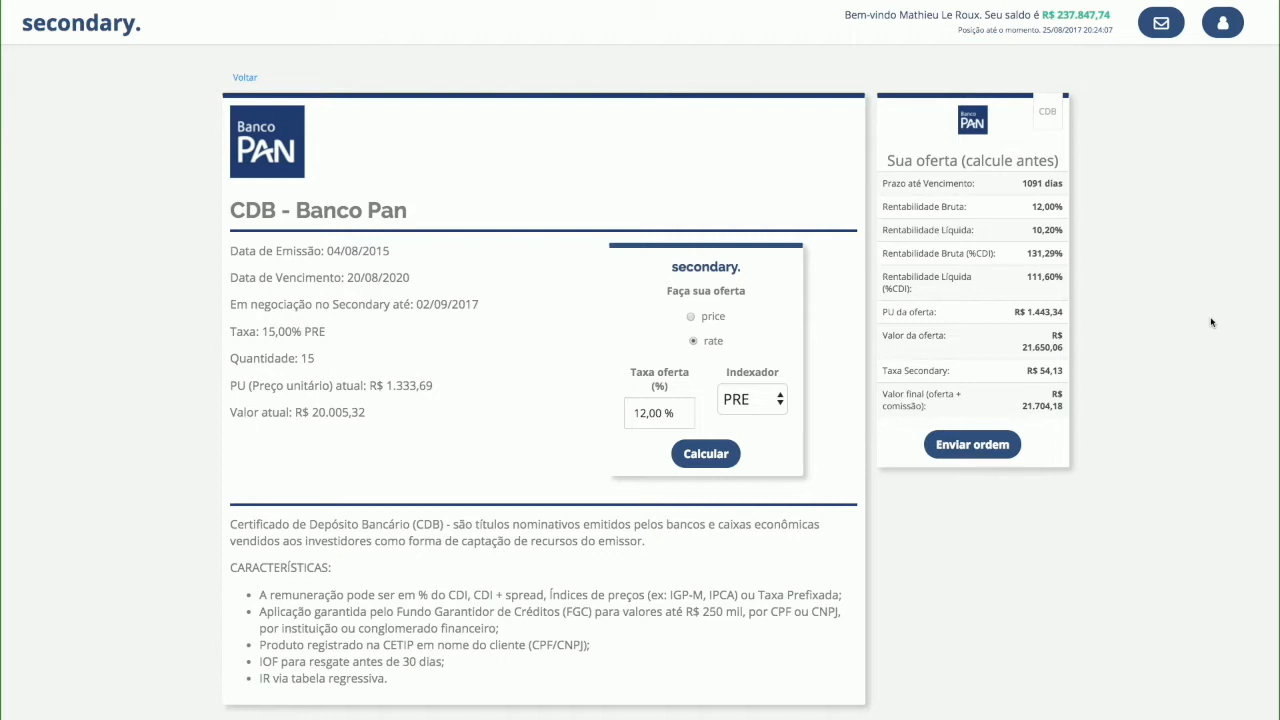 secondary.
Bem-vindo Mathieu Le Roux. Seu saldo é R$ 237.847,74
Posição até o momento. 25/08/2017 20:24:07
Voltar
Banco
PAN
CDB - Banco Pan
Data de Emissão: 04/08/2015
Data de Vencimento: 20/08/2020
Em negociação no Secondary até: 02/09/2017
Taxa: 15,00% PRE
Quantidade: 15
PU (Preço unitário) atual: R$ 1.333,69
Valor atual: R$ 20.005,32
secondary.
Faça sua oferta
price
rate
Taxa oferta
(%)
Indexador
12,00 %
PRE
Calcular
Certificado de Depósito Bancário (CDB) - são títulos nominativos emitidos pelos bancos e caixas econômicas
vendidos aos investidores como forma de captação de recursos do emissor.
CARACTERÍSTICAS:
• A remuneração pode ser em % do CDI, CDI + spread, Índices de preços (ex: IGP-M, IPCA) ou Taxa Prefixada;
• Aplicação garantida pelo Fundo Garantidor de Créditos (FGC) para valores até R$ 250 mil, por CPF ou CNPJ,
por instituição ou conglomerado financeiro;
• Produto registrado na CETIP em nome do cliente (CPF/CNPJ);
• IOF para resgate antes de 30 dias;
• IR via tabela regressiva.
Banco
PAN
CDB
Sua oferta (calcule antes)
Prazo até Vencimento: 1091 dias
Rentabilidade Bruta: 12,00%
Rentabilidade Líquida: 10,20%
Rentabilidade Bruta (%CDI): 131,29%
Rentabilidade Líquida 111,60%
(%CDI):
PU da oferta: R$ 1.443,34
Valor da oferta: R$
21.650,06
Taxa Secondary: R$ 54,13
Valor final (oferta + R$
comissão): 21.704,18
Enviar ordem